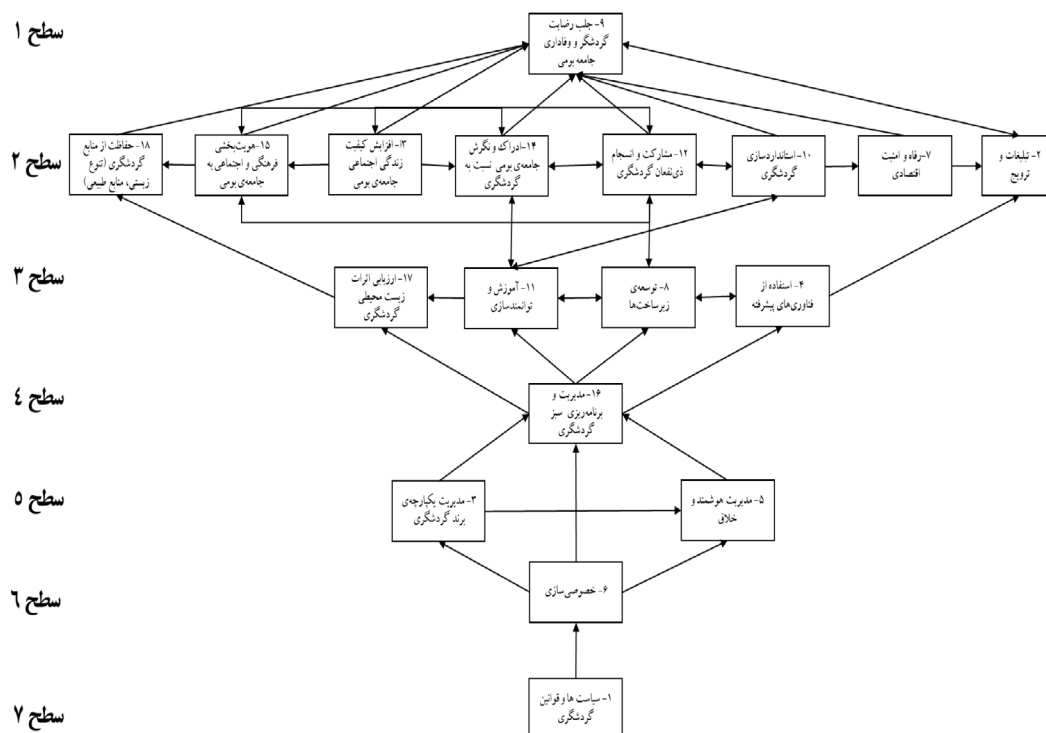 سطح ۱
۹- جلب رضایت
گردشگر و وفاداری
جامعه بومی
سطح ۲
۲- تبلیغات و
ترویج
۷- رفاه و امنیت
اقتصادی
۱۰- استانداردسازی
گردشگری
۱۲- مشارکت و انسجام
ذی‌نفعان گردشگری
۱۴- ادراک و نگرش
جامعه‌ی بومی نسبت به
گردشگری
۱۳- افزایش کیفیت
زندگی اجتماعی
جامعه‌ی بومی
۱۵- هویت‌بخشی
فرهنگی و اجتماعی به
جامعه‌ی بومی
۱۸- حفاظت از منابع
گردشگری (تنوع
زیستی، منابع طبیعی)
سطح ۳
۴- استفاده از
فناوری‌های پیشرفته
۸- توسعه‌ی
زیرساخت‌ها
۱۱- آموزش و
توانمندسازی
۱۷- ارزیابی اثرات
زیست محیطی
گردشگری
سطح ٤
۱۶- مدیریت و
برنامه‌ریزی سبز
گردشگری
سطح ٥
۵- مدیریت هوشمند و
خلاق
۳- مدیریت یکپارچه‌ی
برند گردشگری
سطح ٦
۶- خصوصی‌سازی
سطح ۷
۱- سیاست ها و قوانین
گردشگری